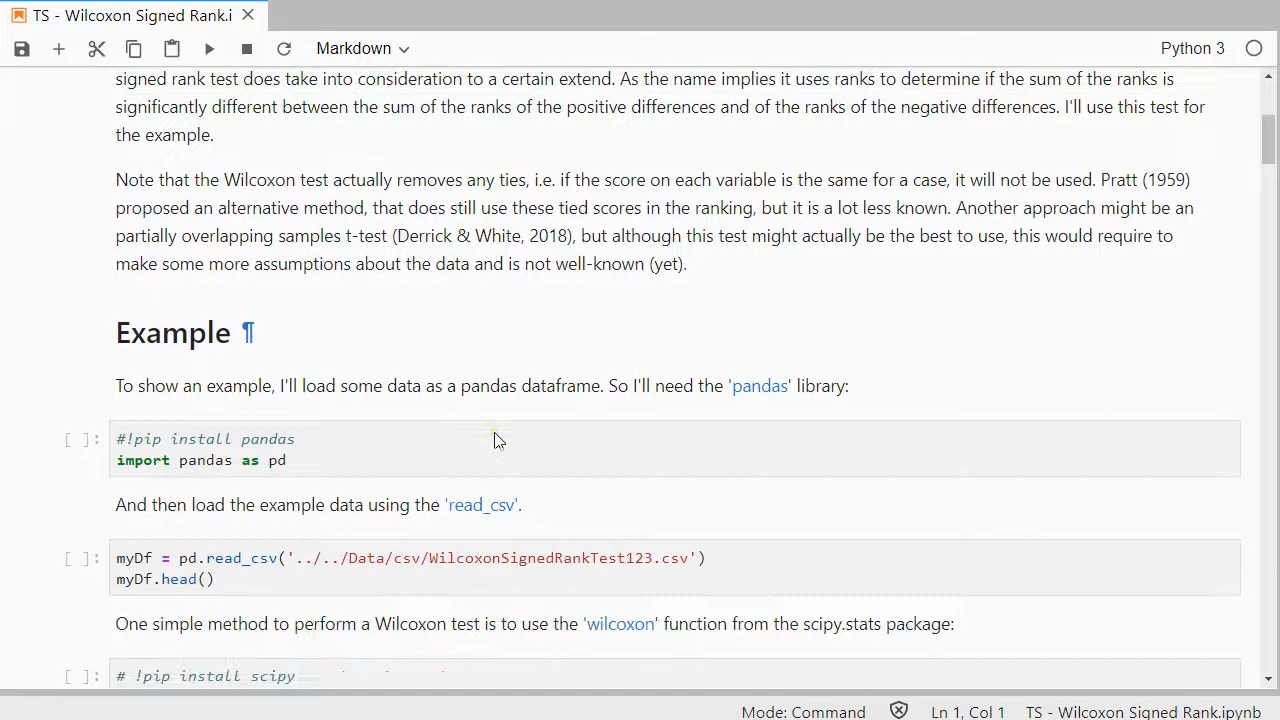 TS - Wilcoxon Signed Rank.i
Markdown
Python 3
signed rank test does take into consideration to a certain extend. As the name implies it uses ranks to determine if the sum of the ranks is
significantly different between the sum of the ranks of the positive differences and of the ranks of the negative differences. I'll use this test for
the example.
Note that the Wilcoxon test actually removes any ties, i.e. if the score on each variable is the same for a case, it will not be used. Pratt (1959)
proposed an alternative method, that does still use these tied scores in the ranking, but it is a lot less known. Another approach might be an
partially overlapping samples t-test (Derrick & White, 2018), but although this test might actually be the best to use, this would require to
make some more assumptions about the data and is not well-known (yet).
Example ¶
To show an example, I'll load some data as a pandas dataframe. So I'll need the 'pandas' library:
[ ]: #!pip install pandas
import pandas as pd
And then load the example data using the 'read_csv'.
[ ]: myDf = pd.read_csv('../../Data/csv/WilcoxonSignedRankTest123.csv')
myDf.head()
One simple method to perform a Wilcoxon test is to use the 'wilcoxon' function from the scipy.stats package:
[ ]: # !pip install scipy
Mode: Command
Ln 1, Col 1
TS - Wilcoxon Signed Rank.ipynb